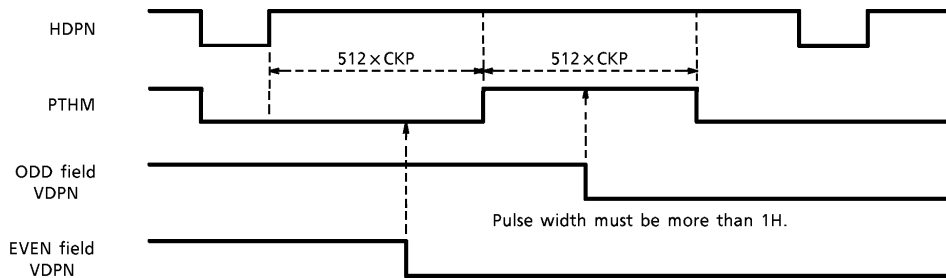 HDPN
512×CKP 512×CKP
PTHM
ODD field
VDPN
Pulse width must be more than 1H.
EVEN field
VDPN